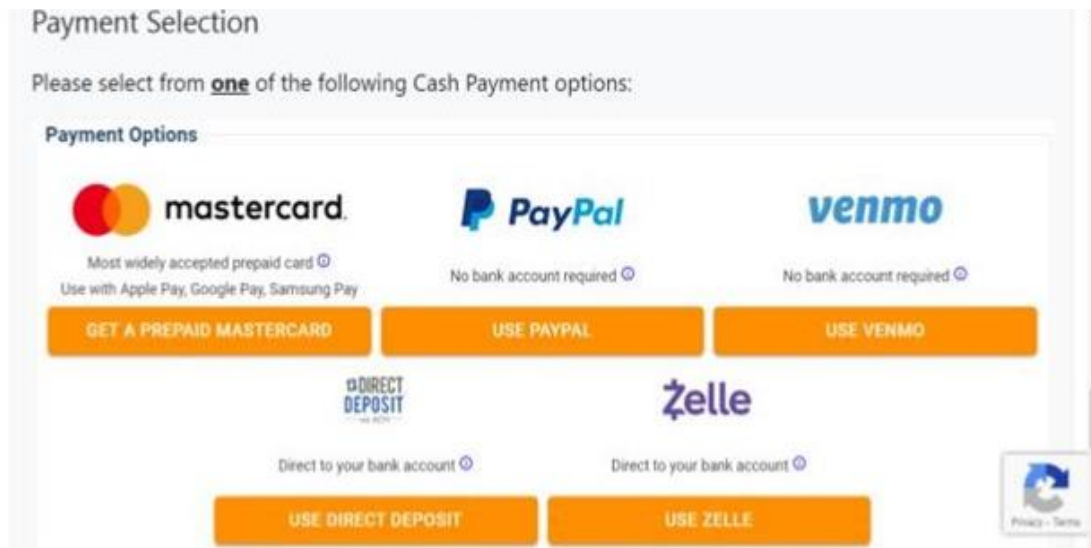 Payment Selection
Please select from one of the following Cash Payment options:
Payment Options
mastercard.
PayPal
venmo
Most widely accepted prepaid card
Use with Apple Pay, Google Pay, Samsung Pay
No bank account required
No bank account required
GET A PREPAID MASTERCARD
USE PAYPAL
USE VENMO
DIRECT
DEPOSIT
via ACH
Zelle
Direct to your bank account
Direct to your bank account
USE DIRECT DEPOSIT
USE ZELLE
Privacy - Terms